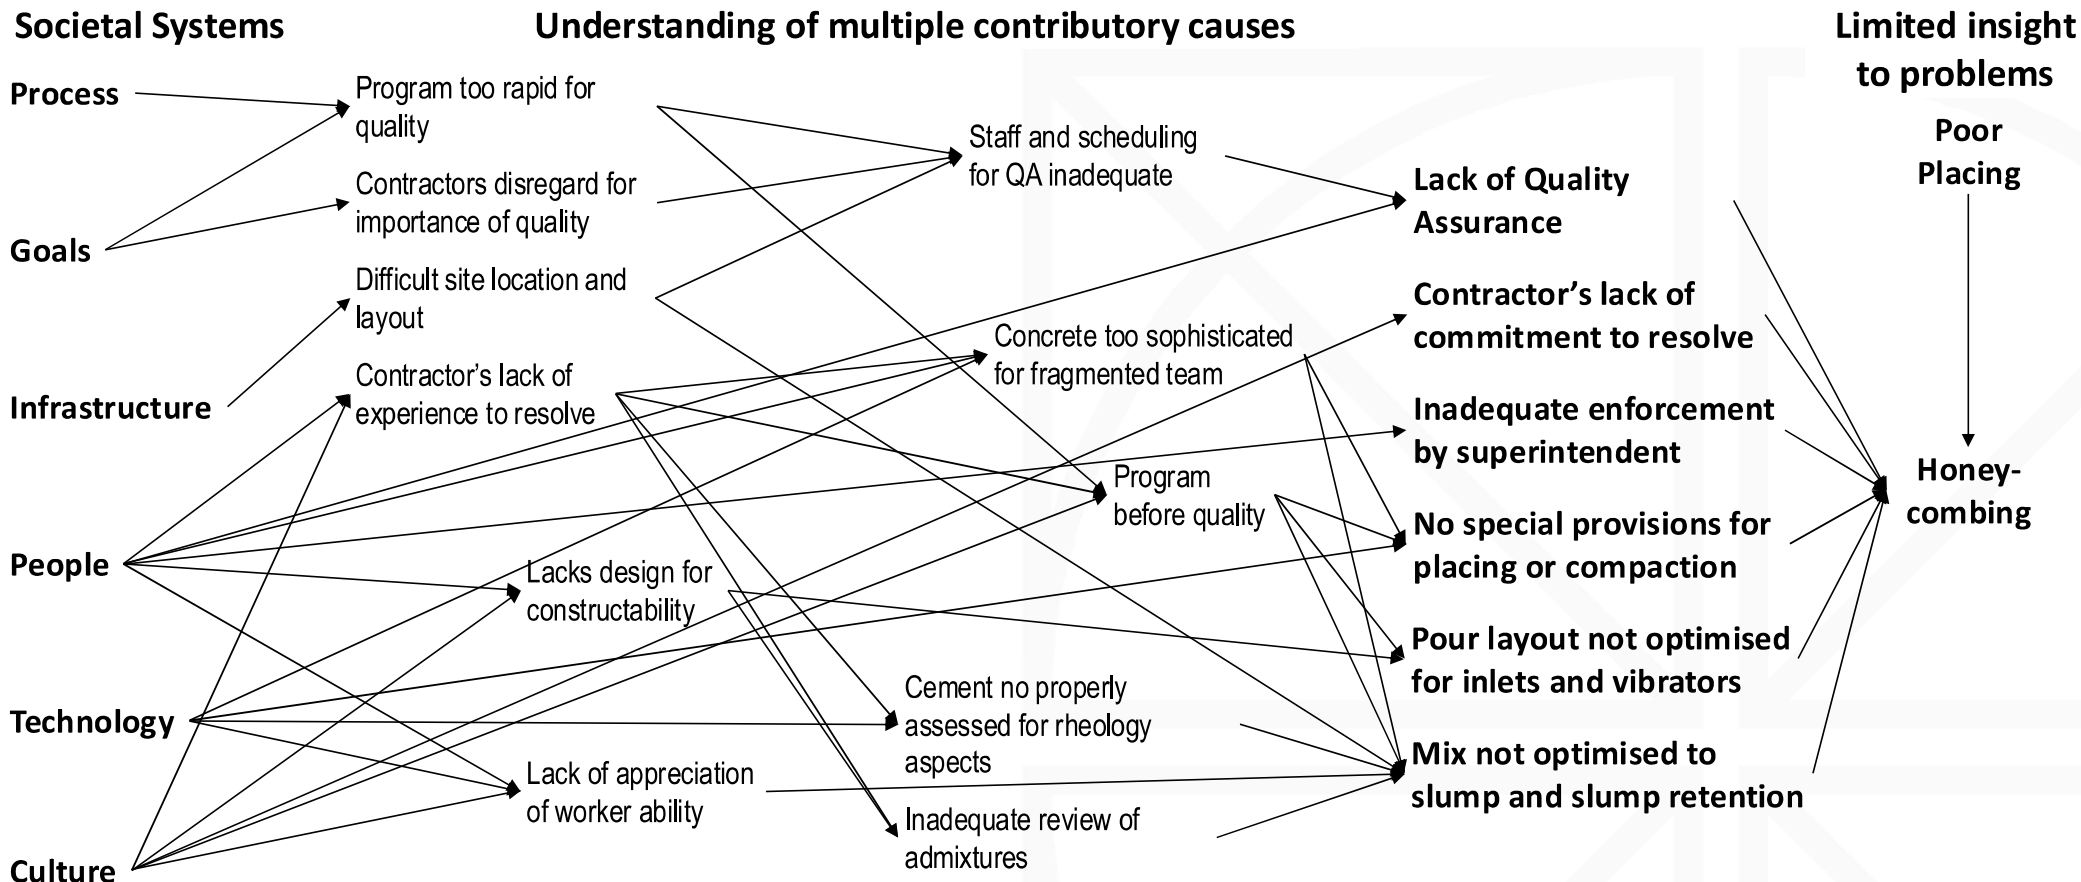 Societal Systems
Understanding of multiple contributory causes
Limited insight
to problems
Process
Goals
Infrastructure
People
Technology
Culture
Program too rapid for
quality
Contractors disregard for
importance of quality
Difficult site location and
layout
Contractor's lack of
experience to resolve
Lacks design for
constructability
Lack of appreciation
of worker ability
Staff and scheduling
for QA inadequate
Concrete too sophisticated
for fragmented team
Program
before quality
Cement no properly
assessed for rheology
aspects
Inadequate review of
admixtures
Lack of Quality
Assurance
Contractor's lack of
commitment to resolve
Inadequate enforcement
by superintendent
No special provisions for
placing or compaction
Pour layout not optimised
for inlets and vibrators
Mix not optimised to
slump and slump retention
Poor
Placing
Honey-
combing